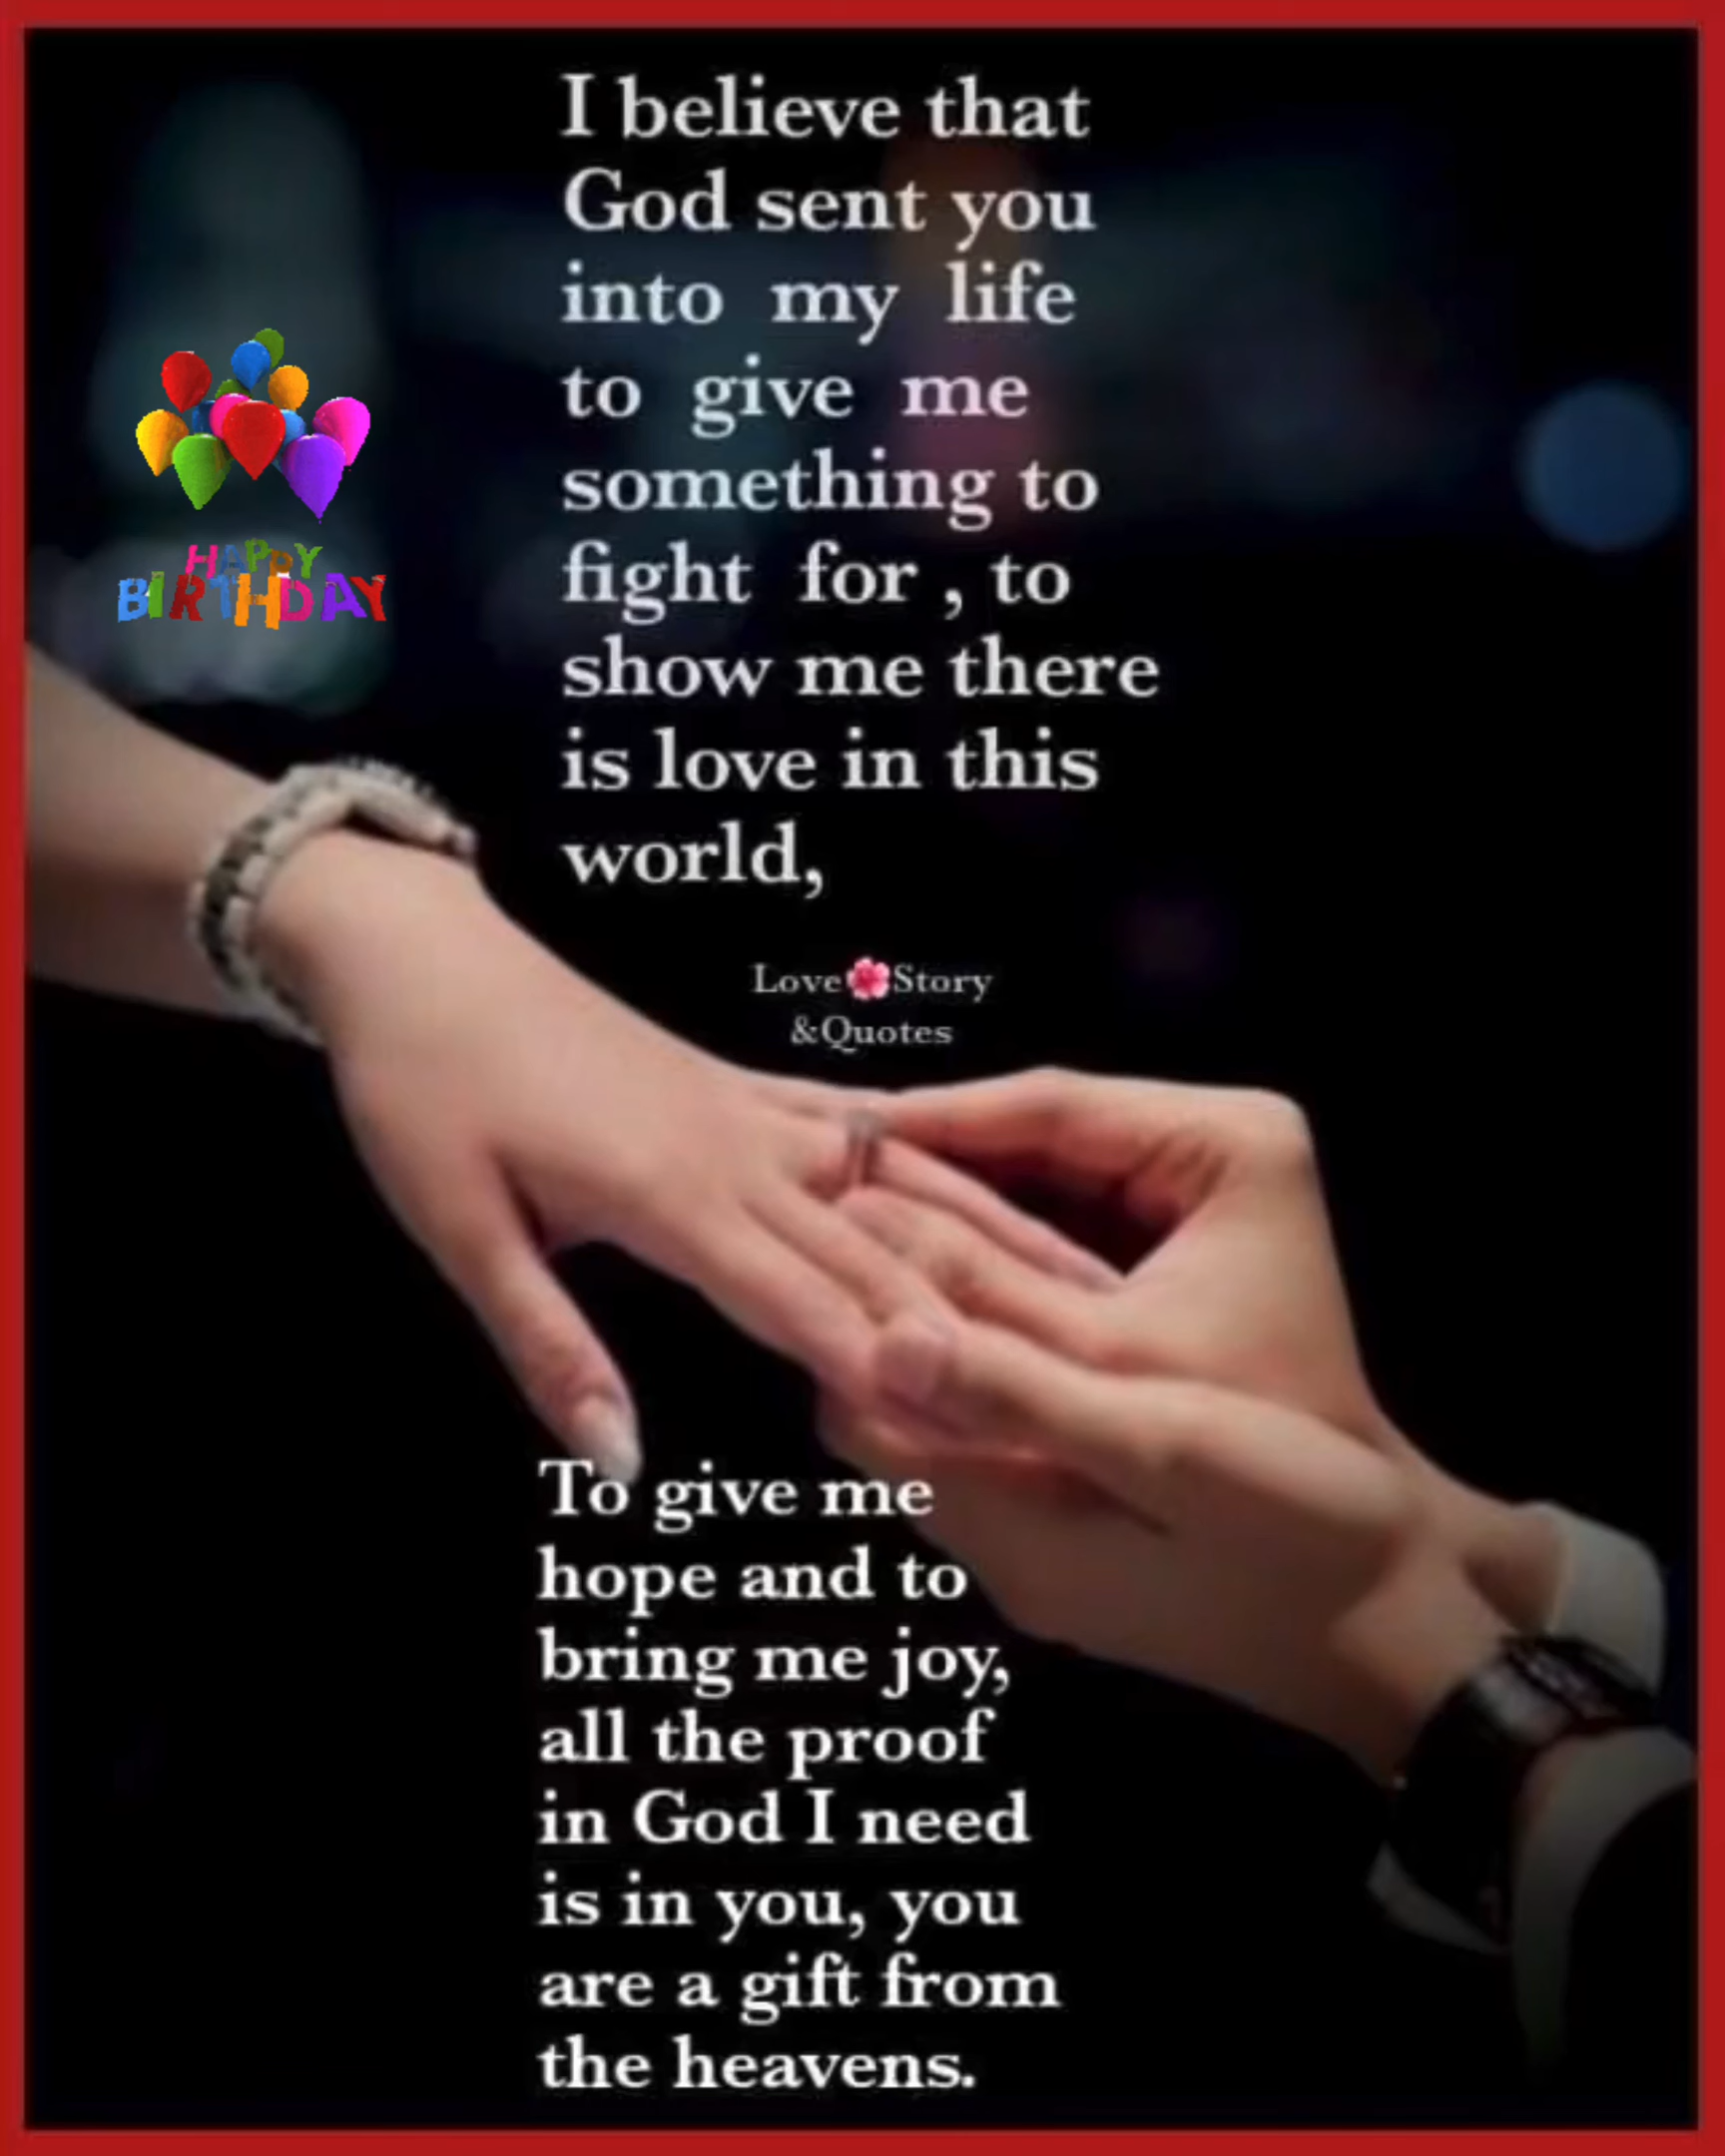 I believe that
God sent you
into my life
to give me
something to
fight for , to
show me there
is love in this
world,
HAPPY
BIRTHDAY
Love🌸Story
&Quotes
To give me
hope and to
bring me joy,
all the proof
in God I need
is in you, you
are a gift from
the heavens.